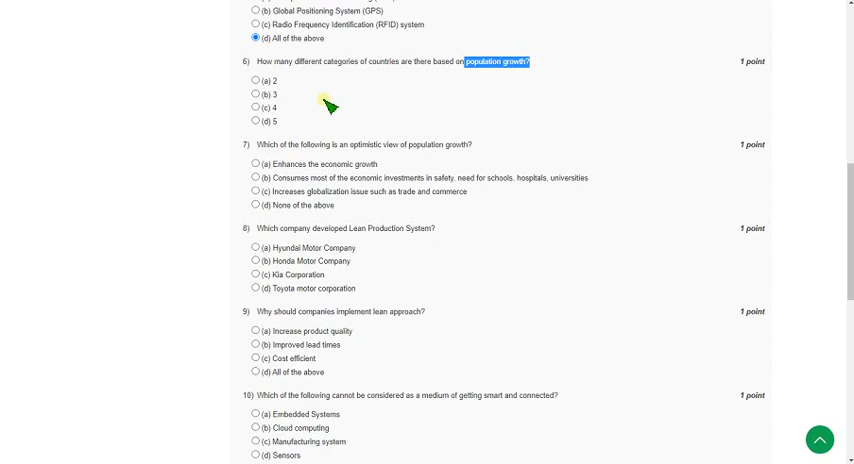 (b) Global Positioning System (GPS)
(c) Radio Frequency Identification (RFID) system
(d) All of the above
6) How many different categories of countries are there based on population growth? 1 point
(a) 2
(b) 3
(c) 4
(d) 5
7) Which of the following is an optimistic view of population growth? 1 point
(a) Enhances the economic growth
(b) Consumes most of the economic investments in safety, need for schools, hospitals, universities
(c) Increases globalization issue such as trade and commerce
(d) None of the above
8) Which company developed Lean Production System? 1 point
(a) Hyundai Motor Company
(b) Honda Motor Company
(c) Kia Corporation
(d) Toyota motor corporation
9) Why should companies implement lean approach? 1 point
(a) Increase product quality
(b) Improved lead times
(c) Cost efficient
(d) All of the above
10) Which of the following cannot be considered as a medium of getting smart and connected? 1 point
(a) Embedded Systems
(b) Cloud computing
(c) Manufacturing system
(d) Sensors